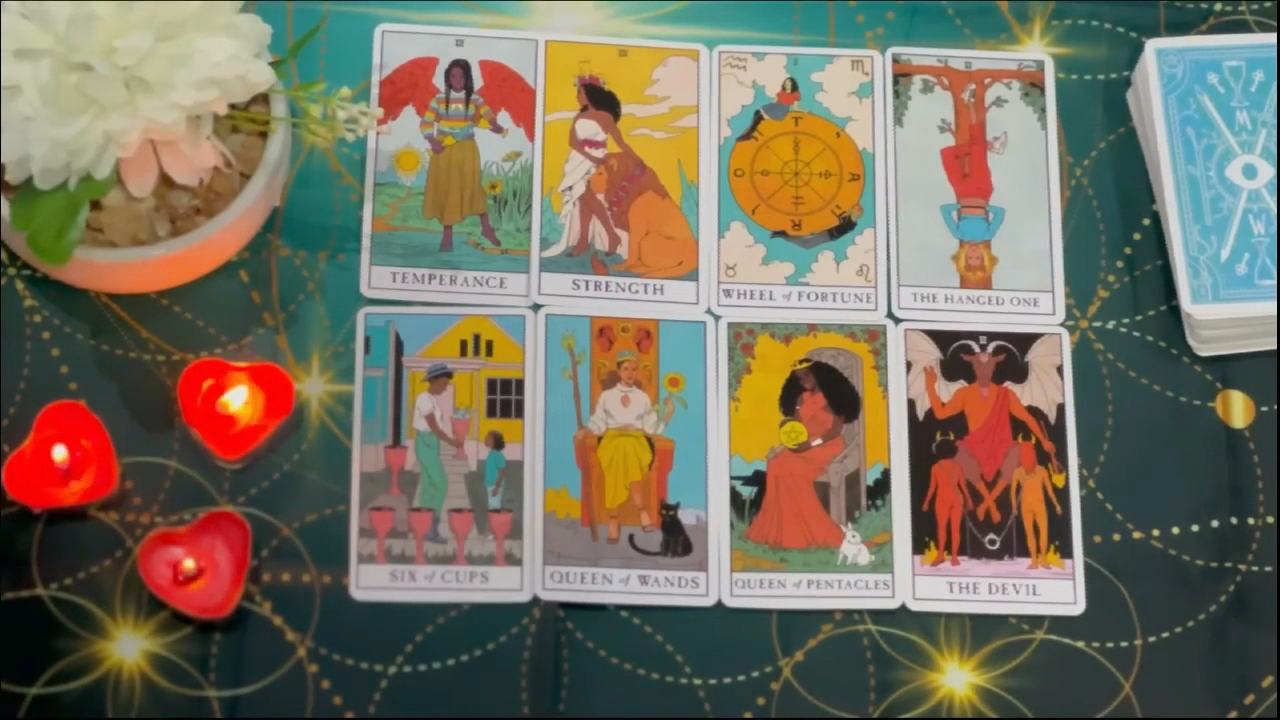 TEMPERANCE
STRENGTH
WHEEL of FORTUNE
THE HANGED ONE
SIX of CUPS
QUEEN of WANDS
QUEEN of PENTACLES
THE DEVIL
M
W